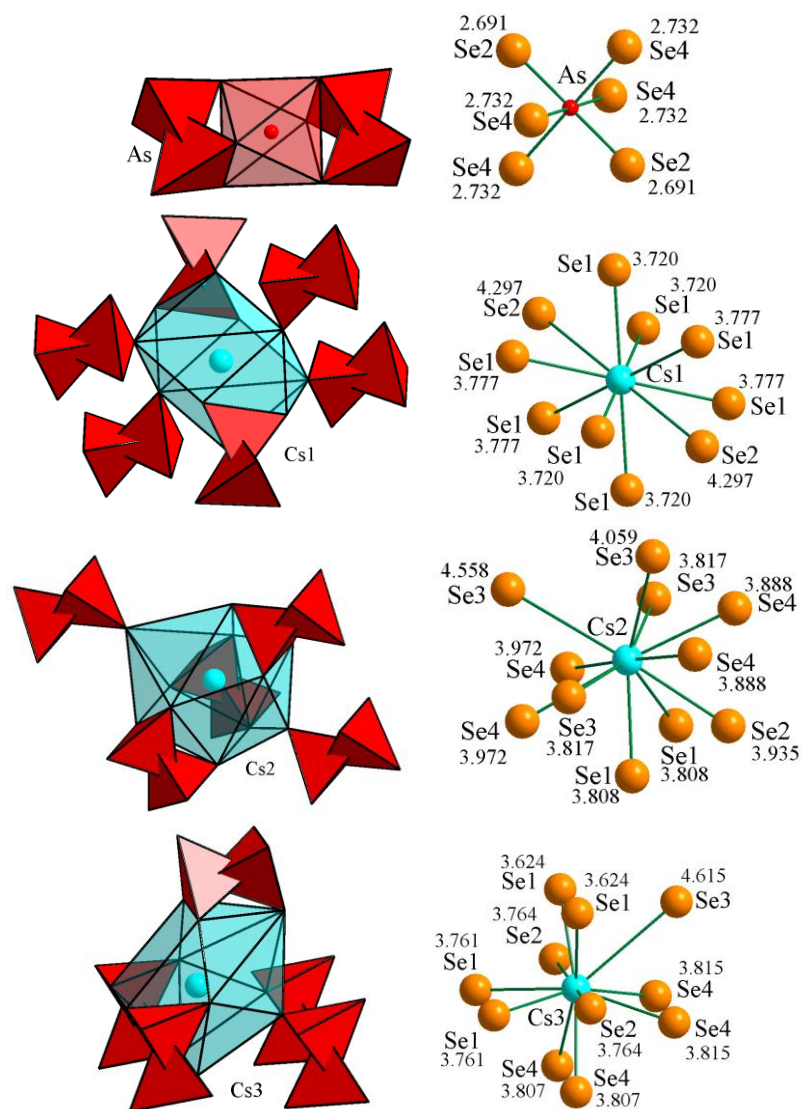 2.691
Se2
2.732
Se4
As
Se4
2.732
2.732
Se4
As
Se4
2.732
Se2
2.691
Se1
3.720
4.297
Se2
3.720
Se1
3.777
Se1
Se1
3.777
Cs1
3.777
Se1
Se1
3.777
Se1
3.720
Se2
4.297
Cs1
Se1
3.720
4.059
Se3
4.558
Se3
3.817
Se3
3.888
Se4
Cs2
3.972
Se4
Se4
3.888
Se4
3.972
Se3
3.817
Se1
3.808
Se2
3.935
Cs2
Se1
3.808
3.624
Se1
3.624
Se1
4.615
Se3
3.764
Se2
3.761
Se1
3.815
Se4
Cs3
Se1
3.761
Se2
3.764
Se4
3.815
Se4
3.807
Se4
3.807
Cs3